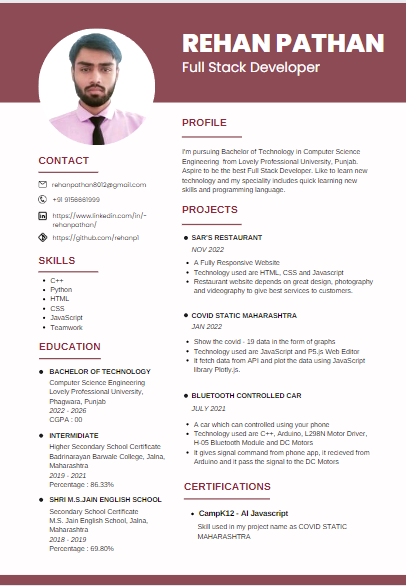 REHAN PATHAN
Full Stack Developer
CONTACT
rehanpathan8012@gmail.com
+91 9156661999
https://www.linkedin.com/in/-
rehanpathan/
https://github.com/rehanp1
SKILLS
C++
Python
HTML
CSS
JavaScript
Teamwork
EDUCATION
BACHELOR OF TECHNOLOGY
Computer Science Engineering
Lovely Professional University,
Phagwara, Punjab
2022 - 2026
CGPA : 00
INTERMIDIATE
Higher Secondary School Certificate
Badrinarayan Barwale College, Jalna,
Maharashtra
2019 - 2021
Percentage : 86.33%
SHRI M.S.JAIN ENGLISH SCHOOL
Secondary School Certificate
M.S. Jain English School, Jalna,
Maharashtra
2018 - 2019
Percentage : 69.80%
PROFILE
I'm pursuing Bachelor of Technology in Computer Science
Engineering from Lovely Professional University, Punjab.
Aspire to be the best Full Stack Developer. Like to learn new
technology and my speciality includes quick learning new
skills and programming language.
PROJECTS
SAR'S RESTAURANT
NOV 2022
A Fully Responsive Website
Technology used are HTML, CSS and Javascript
Restaurant website depends on great design, photography
and videography to give best services to customers.
COVID STATIC MAHARASHTRA
JAN 2022
Show the covid - 19 data in the form of graphs
Technology used are JavaScript and P5.js Web Editor
It fetch data from API and plot the data using JavaScript
library Plotly.js.
BLUETOOTH CONTROLLED CAR
JULY 2021
A car which can controlled using your phone
Technology used are C++, Arduino, L298N Motor Driver,
H-05 Bluetooth Module and DC Motors
It gives signal command from phone app, it recieved from
Arduino and it pass the signal to the DC Motors
CERTIFICATIONS
CampK12 - AI Javascript
Skill used in my project name as COVID STATIC
MAHARASHTRA